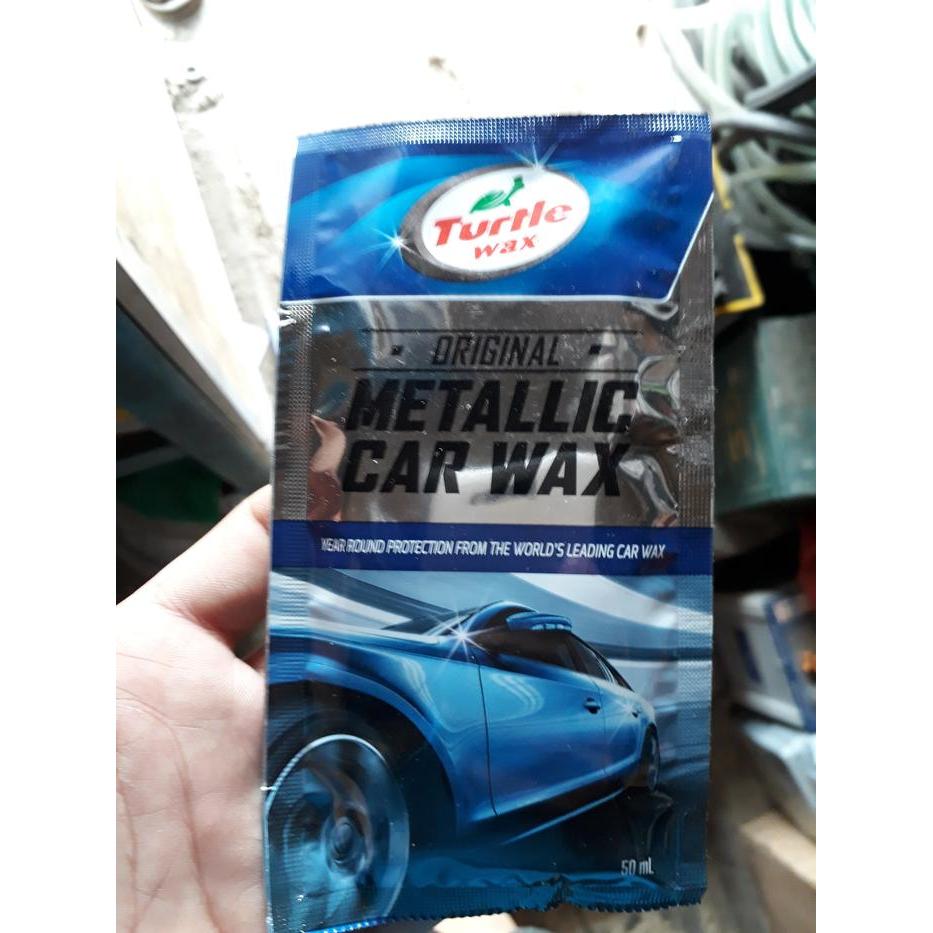 Turtle
wax
ORIGINAL
METALLIC
CAR WAX
YEAR ROUND PROTECTION FROM THE WORLD'S LEADING CAR WAX
50 mL